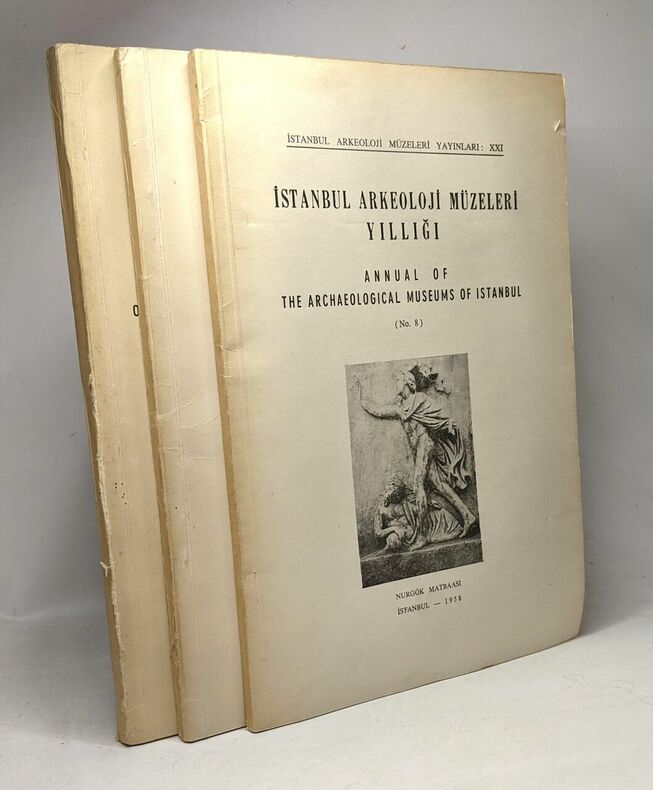 İSTANBUL ARKEOLOJİ MÜZELERİ YAYINLARI: XXI
İSTANBUL ARKEOLOJİ MÜZELERİ
YILLIĞI
ANNUAL OF
THE ARCHAEOLOGICAL MUSEUMS OF ISTANBUL
(No. 8)
NURGÖK MATBAASI
İSTANBUL — 1958
O